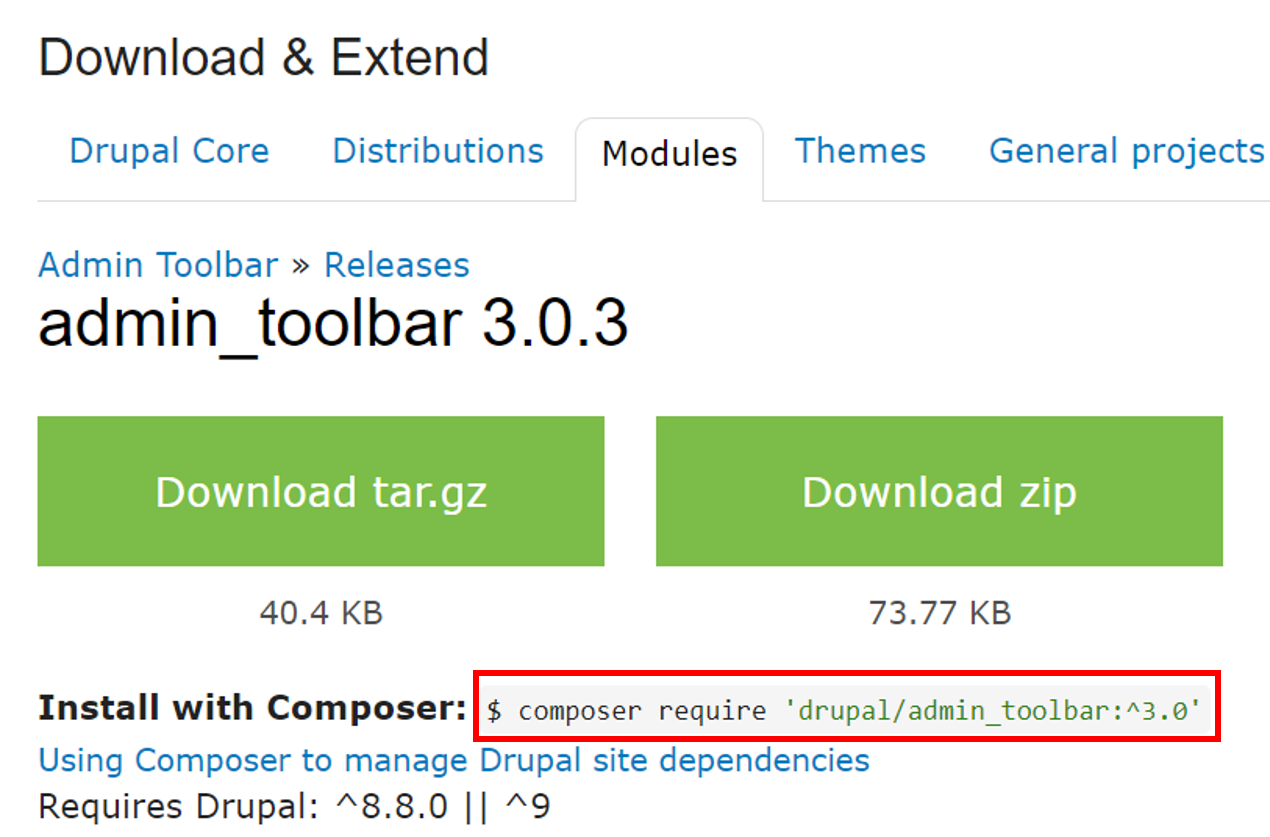 Download & Extend
Drupal Core Distributions Modules Themes General projects
Admin Toolbar » Releases
admin_toolbar 3.0.3
Download tar.gz Download zip
40.4 KB 73.77 KB
Install with Composer: $ composer require 'drupal/admin_toolbar:^3.0'
Using Composer to manage Drupal site dependencies
Requires Drupal: ^8.8.0 || ^9